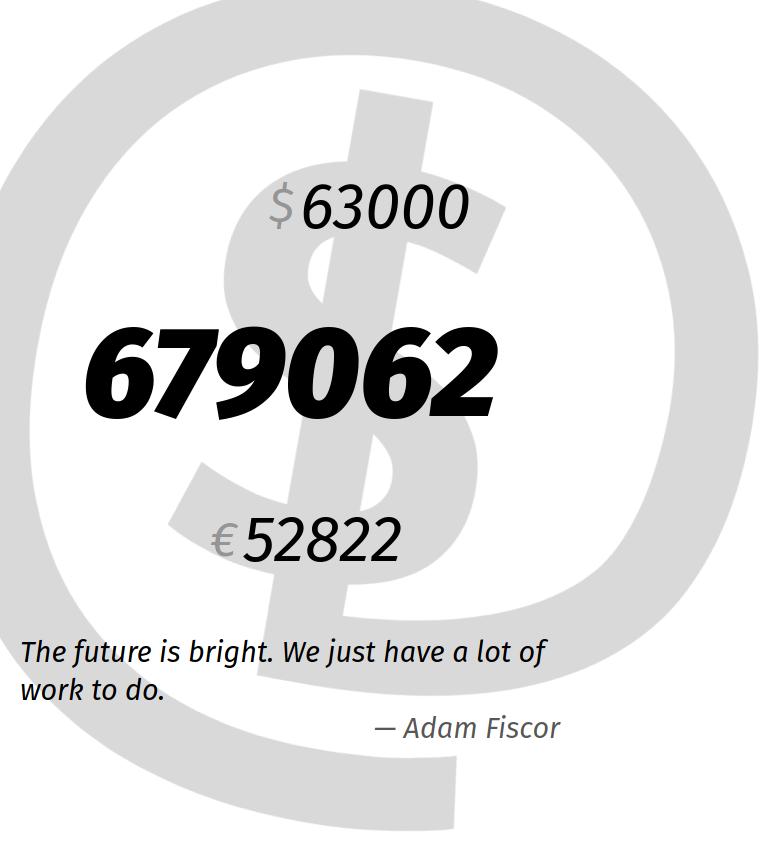 $ 63000
679062
€ 52822
The future is bright. We just have a lot of
work to do.
— Adam Fiscor